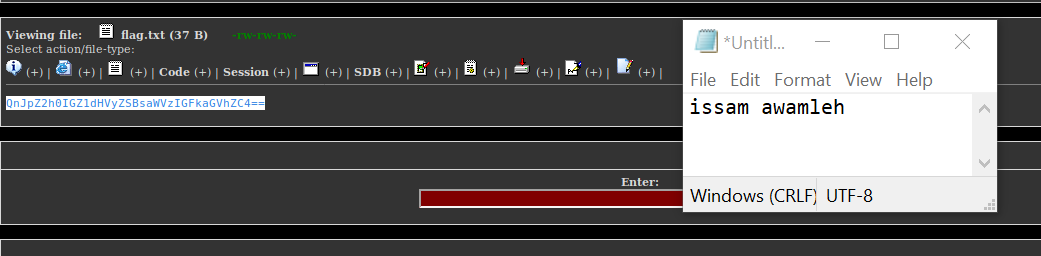 Viewing file: flag.txt (37 B) -rw-rw-rw-
Select action/file-type:
(+) | (+) | (+) | Code (+) | Session (+) | (+) | SDB (+) | (+) | (+) | (+) | (+) | (+) |
QnJpZ2h0IGZ1dHVyZSBsaWVzIGFkaGVhZC4==
Enter:
*Untitl...
File Edit Format View Help
issam awamleh
Windows (CRLF) UTF-8